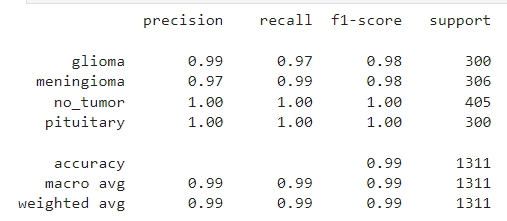 precision recall f1-score support
glioma 0.99 0.97 0.98 300
meningioma 0.97 0.99 0.98 306
no_tumor 1.00 1.00 1.00 405
pituitary 1.00 1.00 1.00 300
accuracy 0.99 1311
macro avg 0.99 0.99 0.99 1311
weighted avg 0.99 0.99 0.99 1311